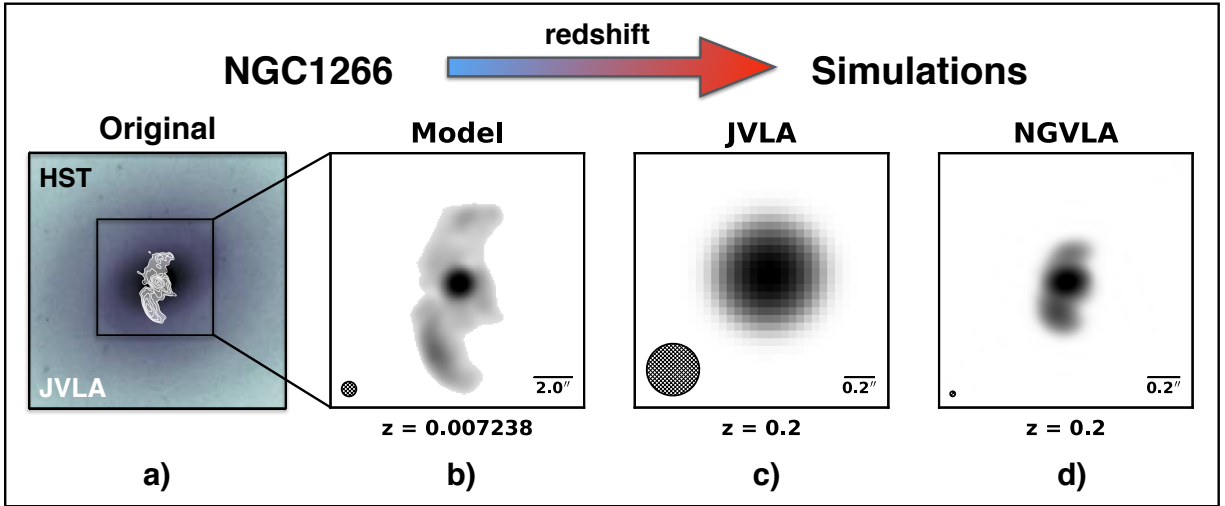 redshift
NGC1266
Simulations
Original
Model
JVLA
NGVLA
HST
JVLA
2.0″
0.2″
0.2″
z = 0.007238
z = 0.2
z = 0.2
a)
b)
c)
d)